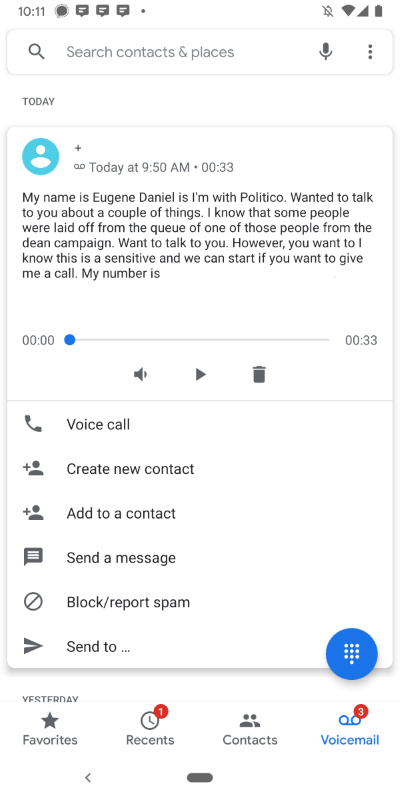 10:11
Search contacts & places
TODAY
+
Today at 9:50 AM • 00:33
My name is Eugene Daniel is I'm with Politico. Wanted to talk
to you about a couple of things. I know that some people
were laid off from the queue of one of those people from the
dean campaign. Want to talk to you. However, you want to I
know this is a sensitive and we can start if you want to give
me a call. My number is
00:00
00:33
Voice call
Create new contact
Add to a contact
Send a message
Block/report spam
Send to ...
YESTERDAY
1
3
Favorites
Recents
Contacts
Voicemail